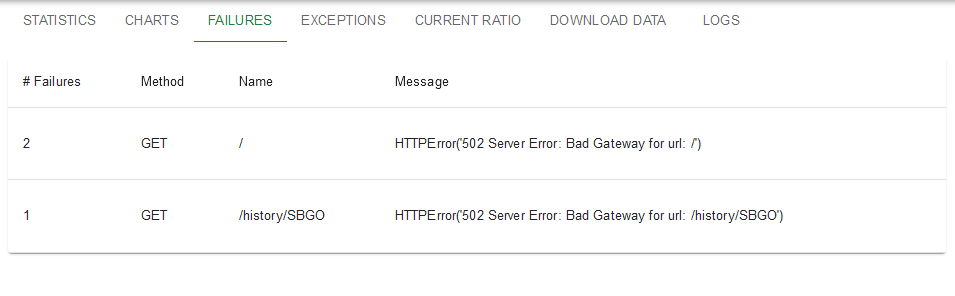 STATISTICS CHARTS FAILURES EXCEPTIONS CURRENT RATIO DOWNLOAD DATA LOGS
# Failures Method Name Message
2 GET / HTTPError('502 Server Error: Bad Gateway for url: /')
1 GET /history/SBGO HTTPError('502 Server Error: Bad Gateway for url: /history/SBGO')